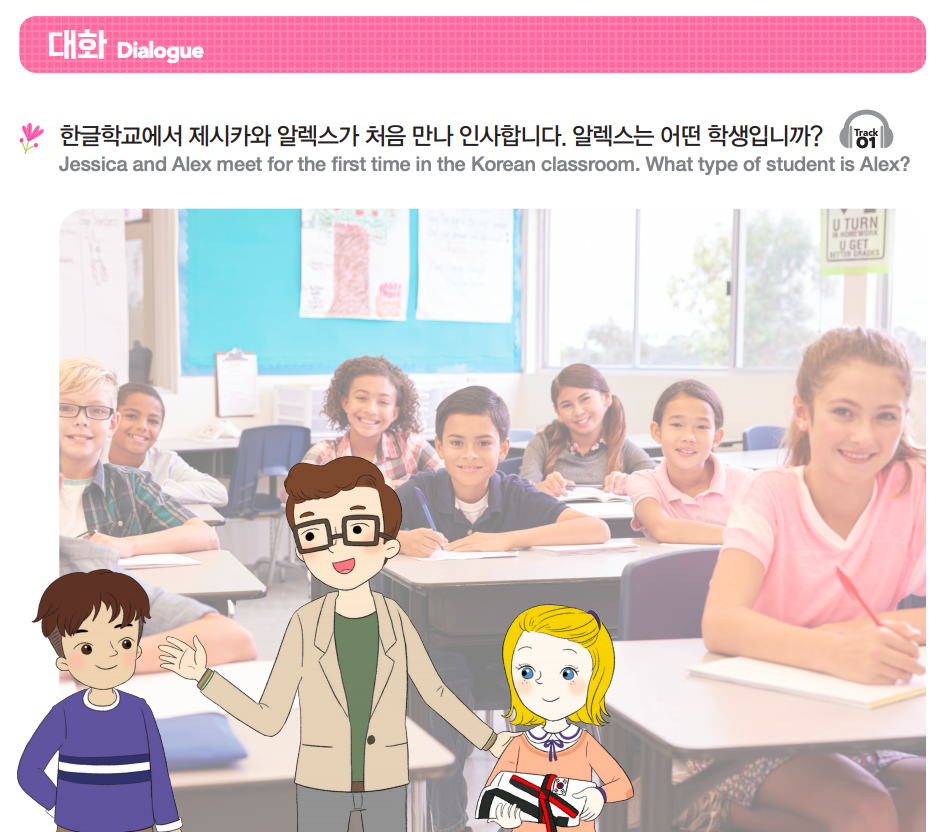 대화 Dialogue
한글학교에서 제시카와 알렉스가 처음 만나 인사합니다. 알렉스는 어떤 학생입니까?
Track
01
Jessica and Alex meet for the first time in the Korean classroom. What type of student is Alex?
U TURN
IN HOMEWORK
U GET
BETTER GRADES